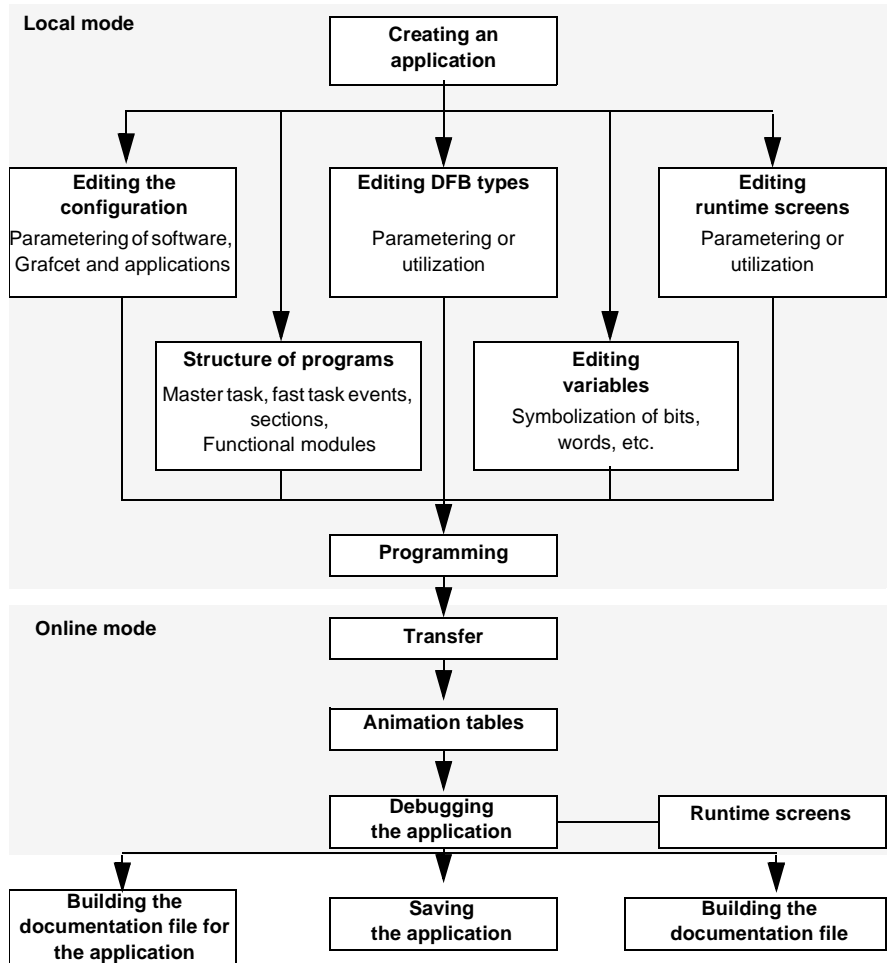 Local mode
Creating an
application
Editing the
configuration
Parametering of software,
Grafcet and applications
Editing DFB types
Parametering or
utilization
Editing
runtime screens
Parametering or
utilization
Structure of programs
Master task, fast task events,
sections,
Functional modules
Editing
variables
Symbolization of bits,
words, etc.
Programming
Online mode
Transfer
Animation tables
Debugging
the application
Runtime screens
Building the
documentation file for
the application
Saving
the application
Building the
documentation file